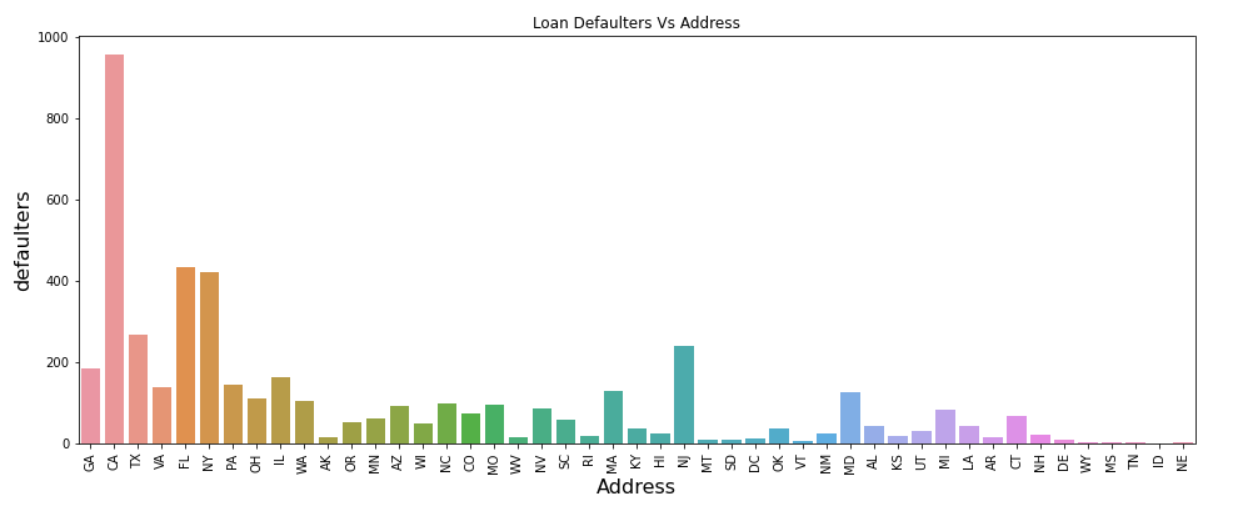 Loan Defaulters Vs Address
1000
800
600
400
200
0
defaulters
GA CA TX VA FL NY PA OH IL WA AK OR MN AZ WI NC CO MO WV NV SC RI MA KY HI NJ MT SD DC OK VT NM MD AL KS UT MI LA AR CT NH DE WY MS TN ID NE
Address